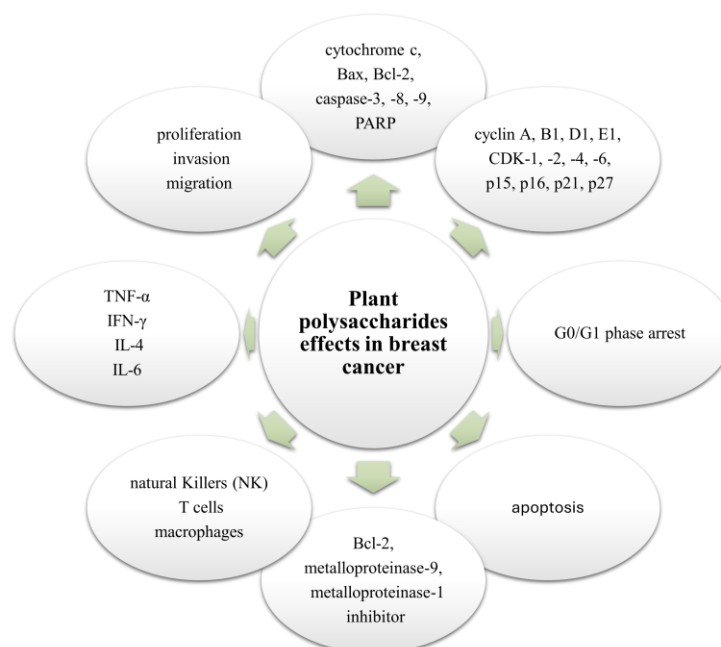 cytochrome c,
Bax, Bcl-2,
caspase-3, -8, -9,
PARP
proliferation
invasion
migration
cyclin A, B1, D1, E1,
CDK-1, -2, -4, -6,
p15, p16, p21, p27
TNF-α
IFN-γ
IL-4
IL-6
Plant
polysaccharides
effects in breast
cancer
G0/G1 phase arrest
natural Killers (NK)
T cells
macrophages
Bcl-2,
metalloproteinase-9,
metalloproteinase-1
inhibitor
apoptosis